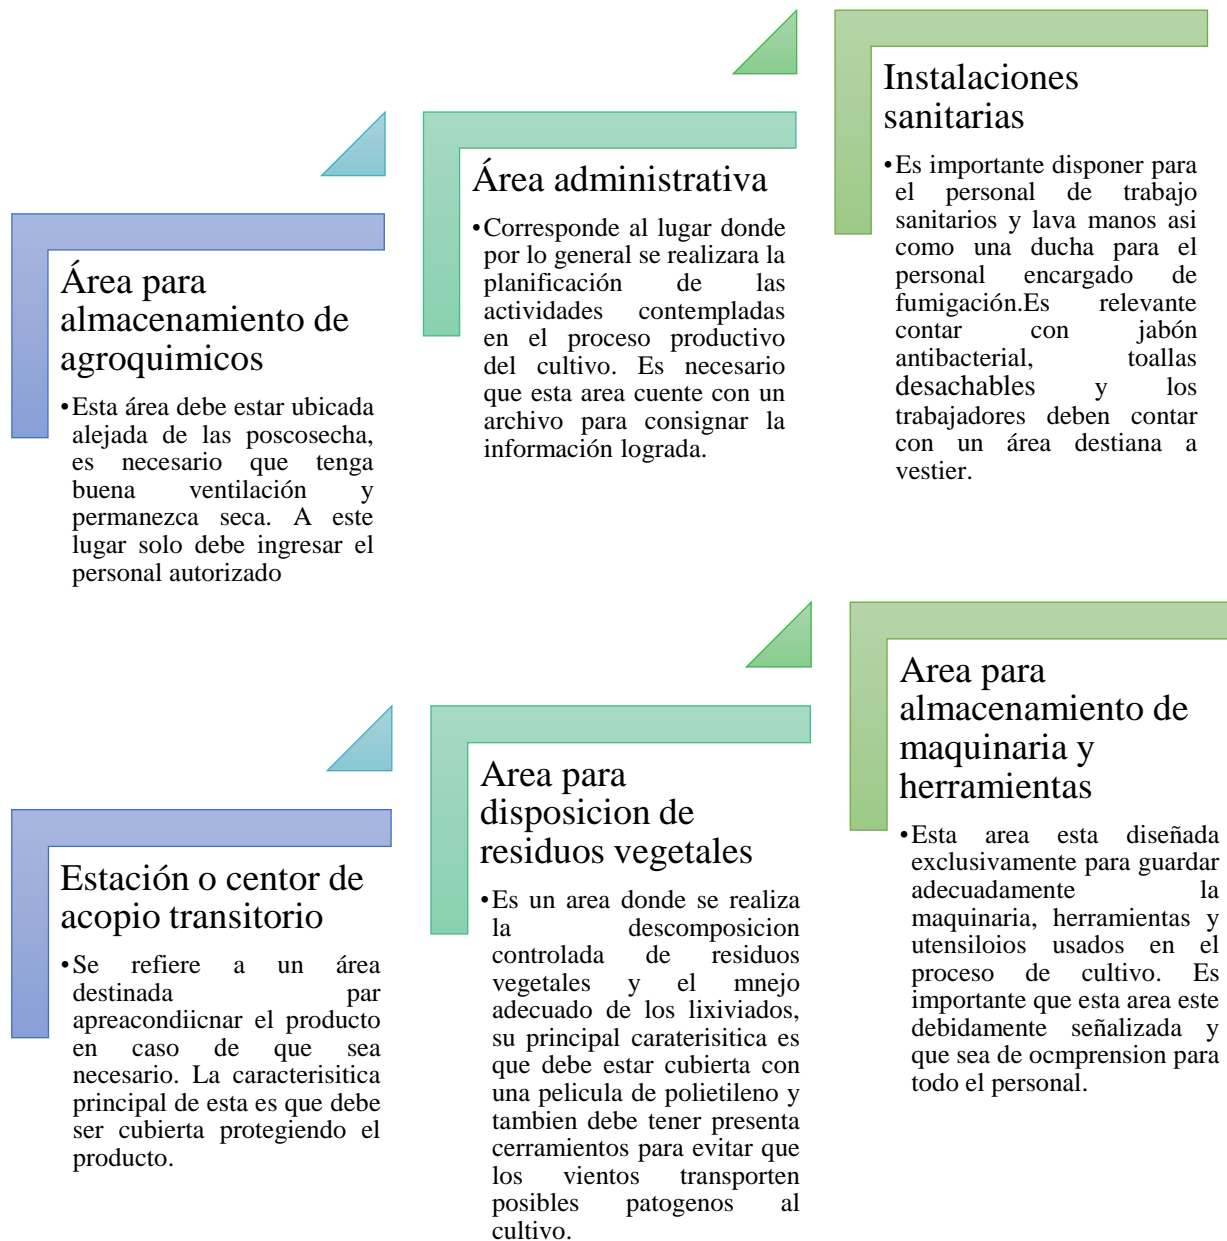 Área para
almacenamiento de
agroquimicos
•Esta área debe estar ubicada
alejada de las poscosecha,
es necesario que tenga
buena ventilación y
permanezca seca. A este
lugar solo debe ingresar el
personal autorizado
Área administrativa
•Corresponde al lugar donde
por lo general se realizara la
planificación de las
actividades contempladas
en el proceso productivo
del cultivo. Es necesario
que esta area cuente con un
archivo para consignar la
información lograda.
Instalaciones
sanitarias
•Es importante disponer para
el personal de trabajo
sanitarios y lava manos asi
como una ducha para el
personal encargado de
fumigación.Es relevante
contar con jabón
antibacterial, toallas
desachables y los
trabajadores deben contar
con un área destiana a
vestier.
Estación o centor de
acopio transitorio
•Se refiere a un área
destinada par
apreacondiicnar el producto
en caso de que sea
necesario. La caracterisitica
principal de esta es que debe
ser cubierta protegiendo el
producto.
Area para
disposicion de
residuos vegetales
•Es un area donde se realiza
la descomposicion
controlada de residuos
vegetales y el mnejo
adecuado de los lixiviados,
su principal caraterisitica es
que debe estar cubierta con
una pelicula de polietileno y
tambien debe tener presenta
cerramientos para evitar que
los vientos transporten
posibles patogenos al
cultivo.
Area para
almacenamiento de
maquinaria y
herramientas
•Esta area esta diseñada
exclusivamente para guardar
adecuadamente la
maquinaria, herramientas y
utensiloios usados en el
proceso de cultivo. Es
importante que esta area este
debidamente señalizada y
que sea de ocmprension para
todo el personal.